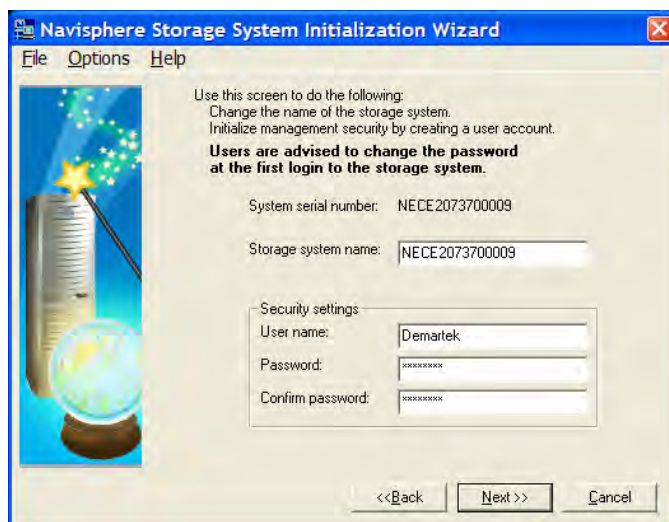 Navisphere Storage System Initialization Wizard
File Options Help
Use this screen to do the following:
Change the name of the storage system.
Initialize management security by creating a user account.
Users are advised to change the password
at the first login to the storage system.
System serial number: NECE2073700009
Storage system name: NECE2073700009
Security settings
User name: Demartek
Password: xxxxxxxx
Confirm password: xxxxxxxx
<<Back Next>> Cancel